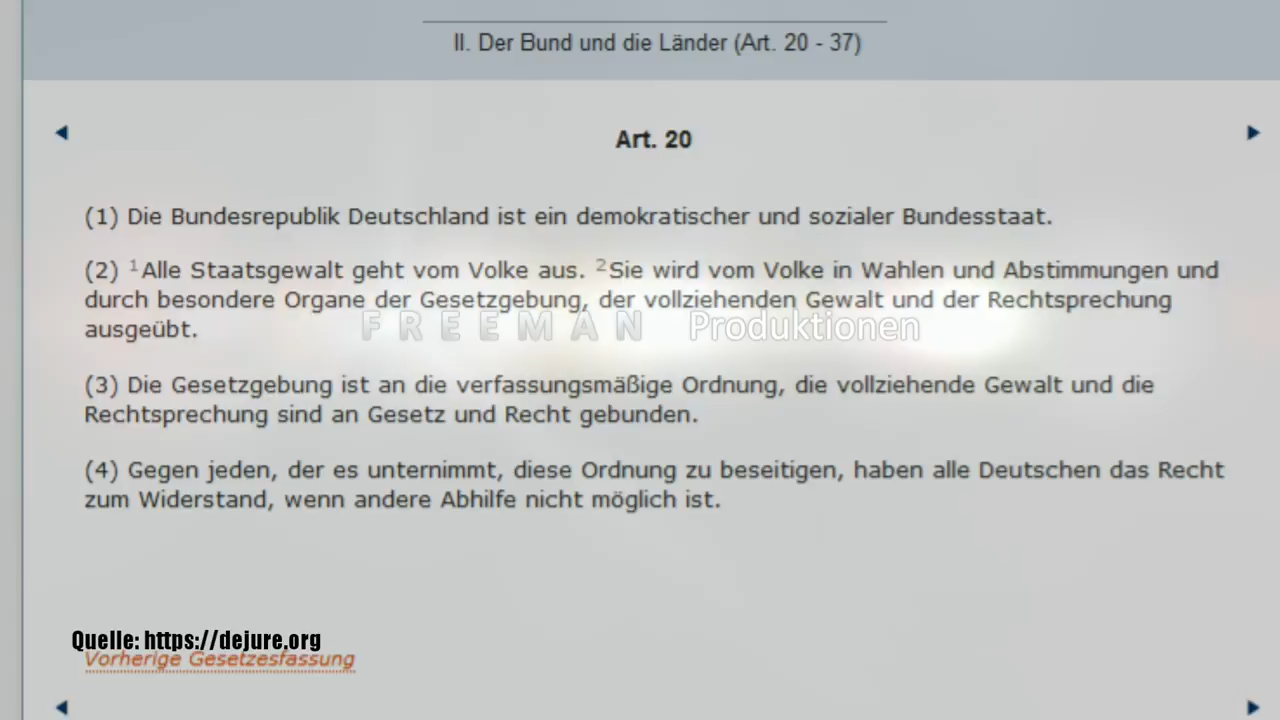 II. Der Bund und die Länder (Art. 20 - 37)
Art. 20
(1) Die Bundesrepublik Deutschland ist ein demokratischer und sozialer Bundesstaat.
(2) ¹Alle Staatsgewalt geht vom Volke aus. ²Sie wird vom Volke in Wahlen und Abstimmungen und
durch besondere Organe der Gesetzgebung, der vollziehenden Gewalt und der Rechtsprechung
ausgeübt.
FREEMAN Produktionen
(3) Die Gesetzgebung ist an die verfassungsmäßige Ordnung, die vollziehende Gewalt und die
Rechtsprechung sind an Gesetz und Recht gebunden.
(4) Gegen jeden, der es unternimmt, diese Ordnung zu beseitigen, haben alle Deutschen das Recht
zum Widerstand, wenn andere Abhilfe nicht möglich ist.
Quelle: https://dejure.org
Vorherige Gesetzesfassung